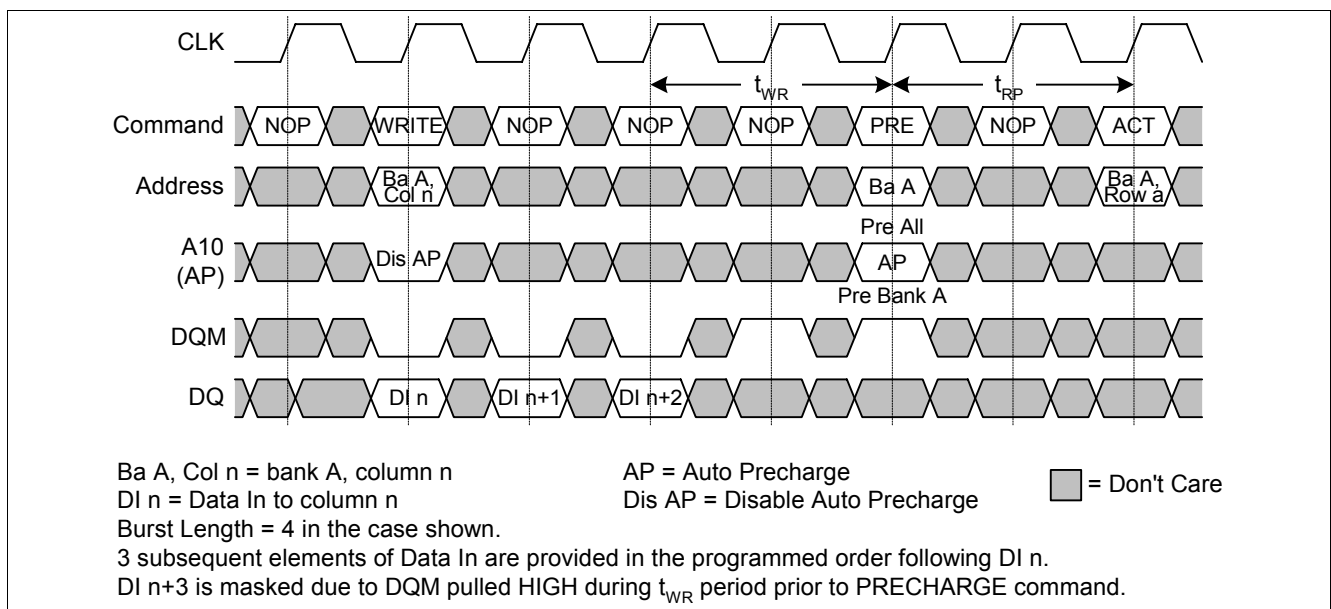 CLK
tWR tRP
Command NOP WRITE NOP NOP NOP PRE NOP ACT
Address Ba A, Col n Ba A Ba A, Row a
Pre All
A10 (AP) Dis AP AP
Pre Bank A
DQM
DQ DI n DI n+1 DI n+2
Ba A, Col n = bank A, column n AP = Auto Precharge = Don't Care
DI n = Data In to column n Dis AP = Disable Auto Precharge
Burst Length = 4 in the case shown.
3 subsequent elements of Data In are provided in the programmed order following DI n.
DI n+3 is masked due to DQM pulled HIGH during tWR period prior to PRECHARGE command.